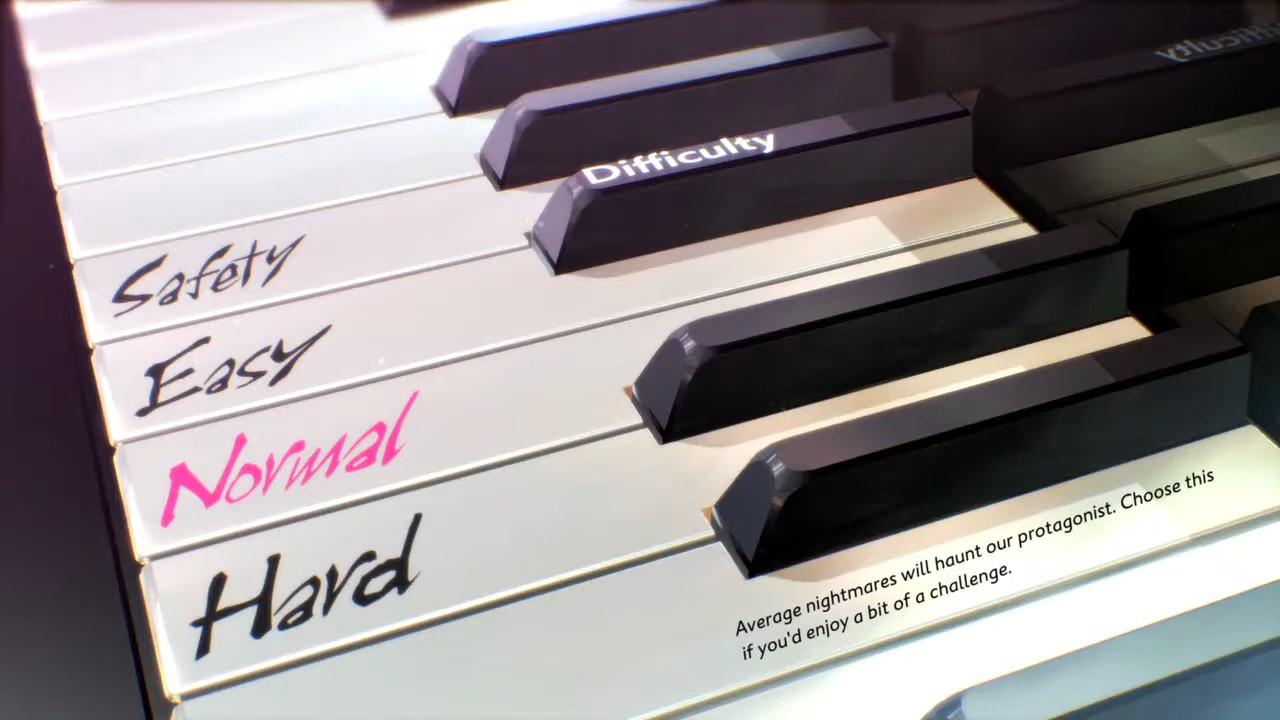 Difficulty
Difficulty
Safety
Easy
Normal
Hard
Average nightmares will haunt our protagonist. Choose this
if you'd enjoy a bit of a challenge.